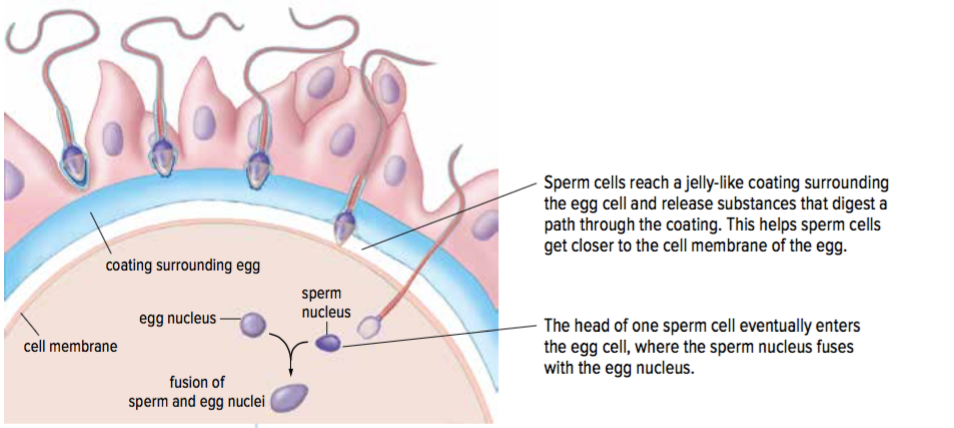 Sperm cells reach a jelly-like coating surrounding
the egg cell and release substances that digest a
path through the coating. This helps sperm cells
get closer to the cell membrane of the egg.
coating surrounding egg
sperm
nucleus
egg nucleus
cell membrane
The head of one sperm cell eventually enters
the egg cell, where the sperm nucleus fuses
with the egg nucleus.
fusion of
sperm and egg nuclei